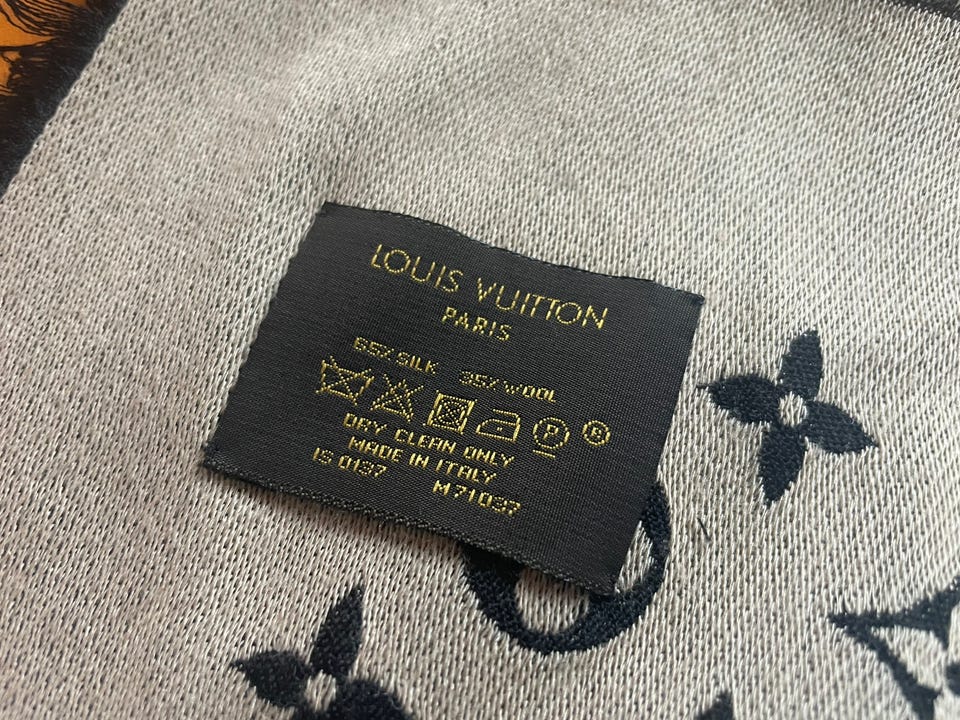 LOUIS VUITTON
PARIS
65% SILK 35% WOOL
P R
DRY CLEAN ONLY
MADE IN ITALY
IS 0137 M71037